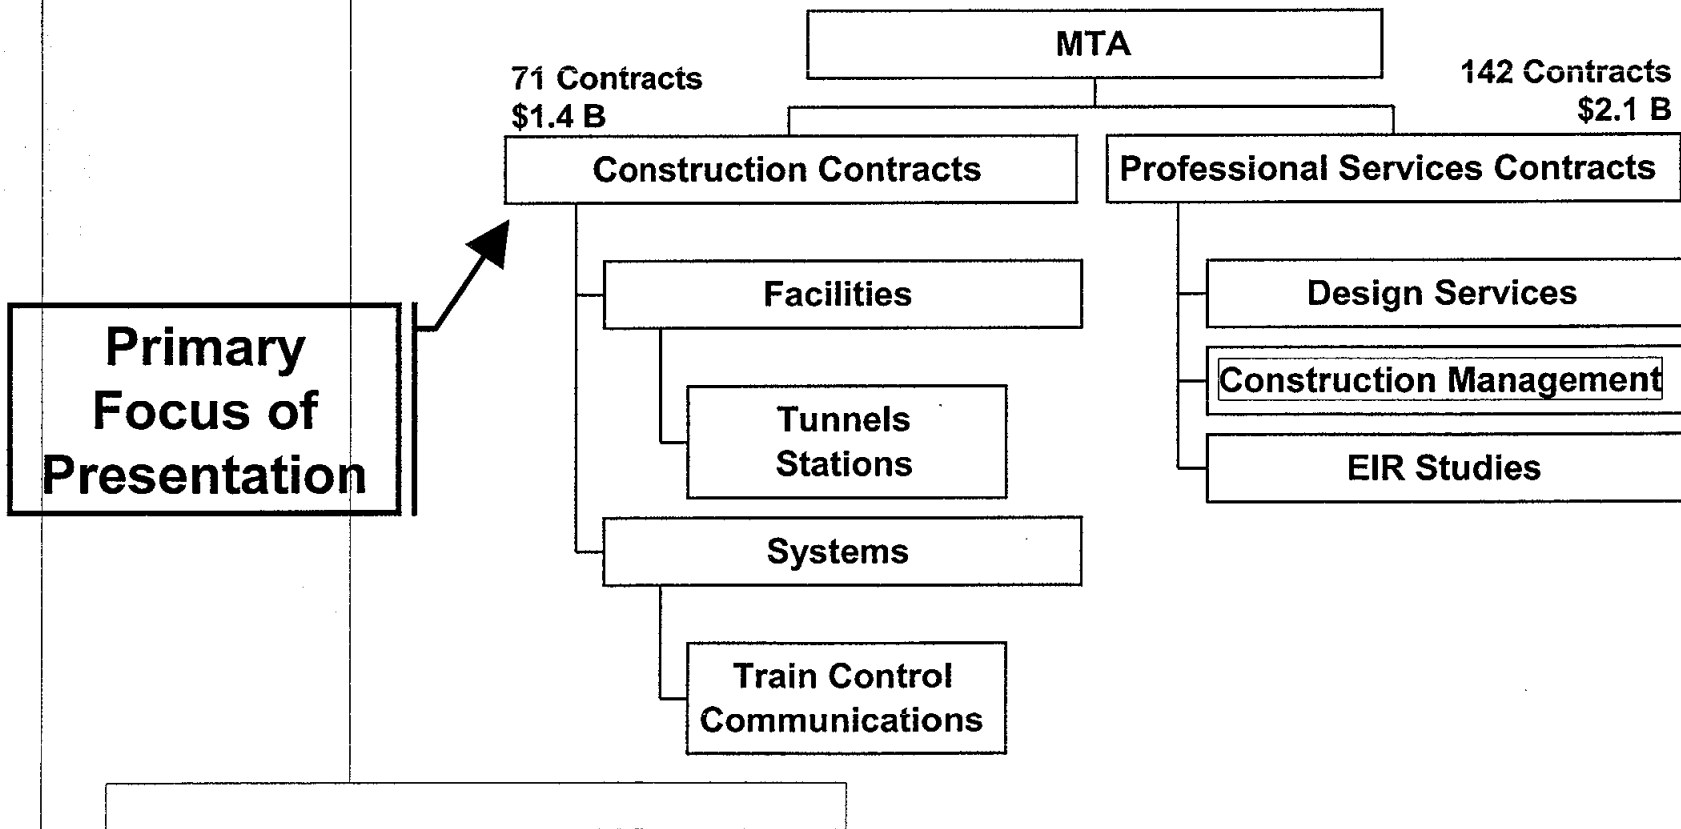 MTA
71 Contracts
$1.4 B
142 Contracts
$2.1 B
Construction Contracts
Professional Services Contracts
Primary
Focus of
Presentation
Facilities
Tunnels
Stations
Systems
Train Control
Communications
Design Services
Construction Management
EIR Studies